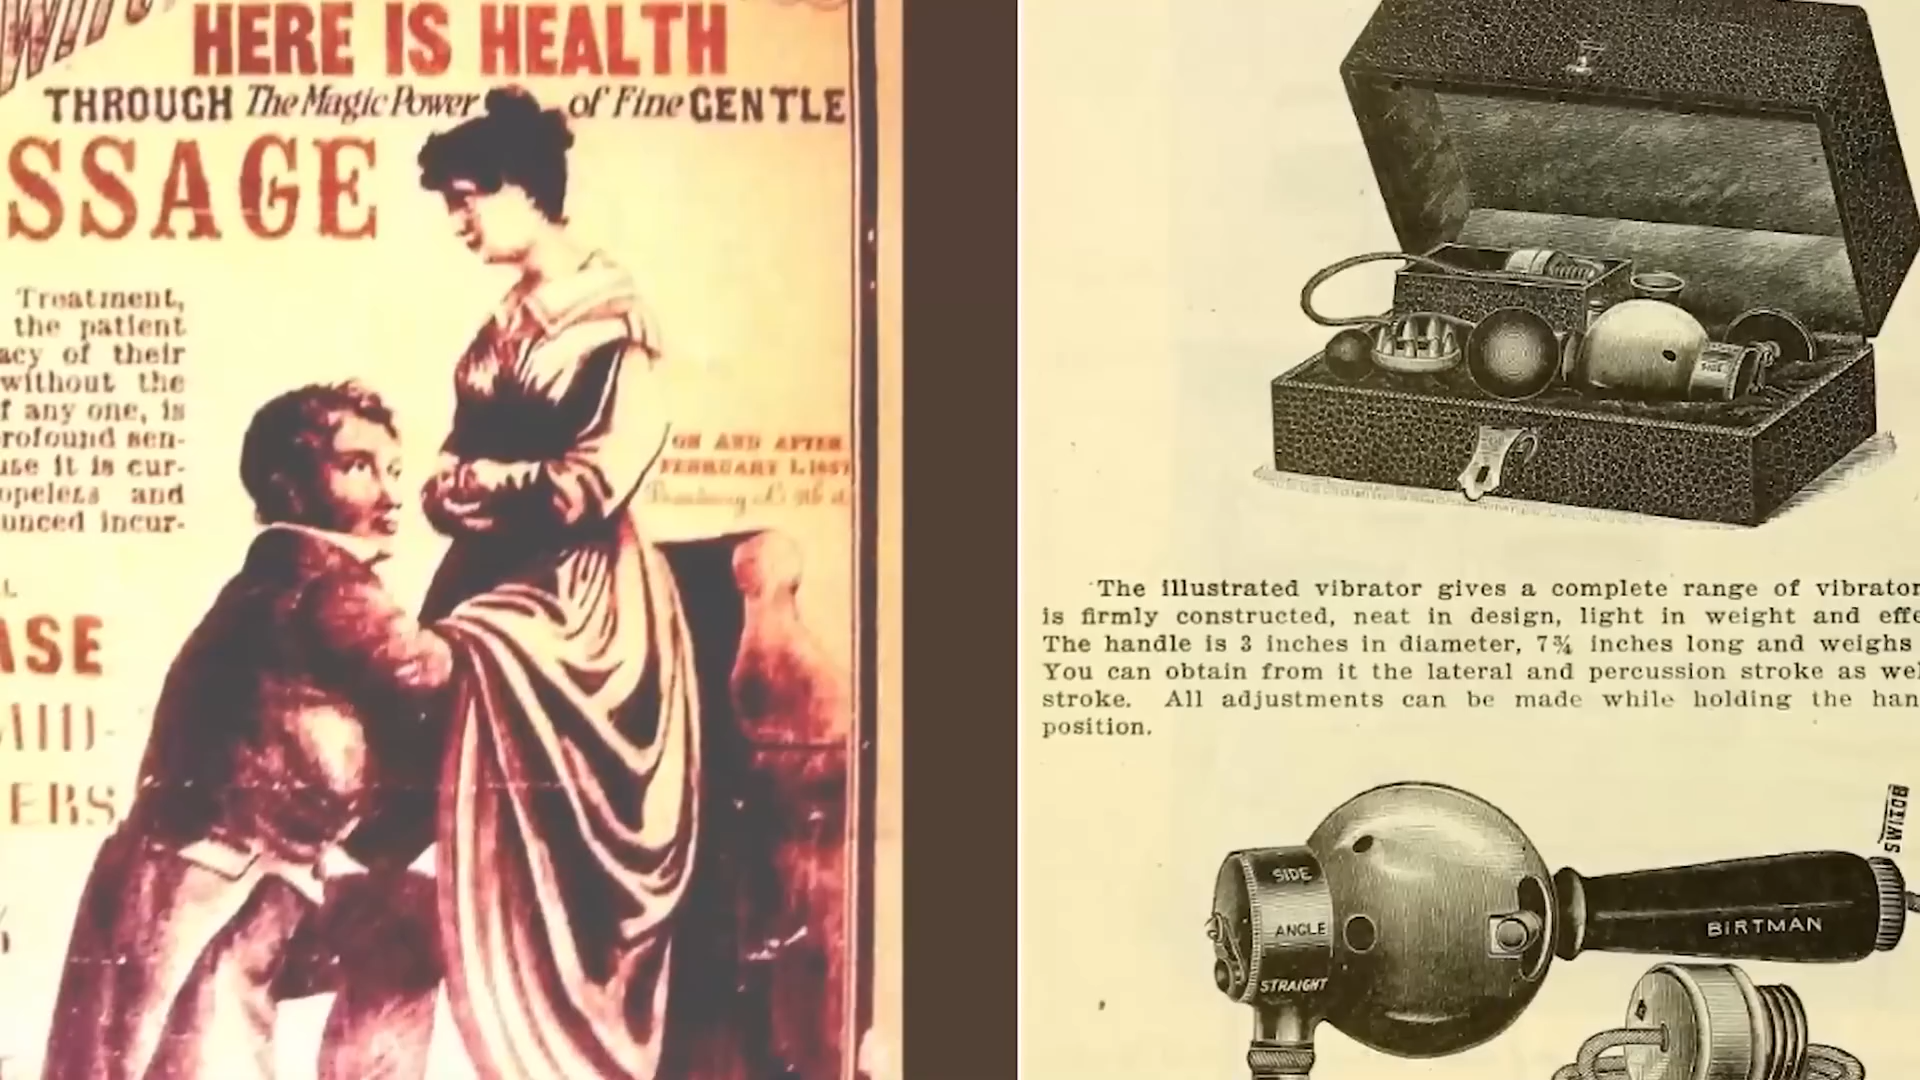 HERE IS HEALTH
THROUGH The Magic Power of Fine GENTLE
SSAGE
Treatment,
the patient
acy of their
without the
f any one, is
rofound sen-
use it is cur-
opeless and
unced incur-
ASE
ERS
ON AND AFTER
FEBRUARY 1.1857
The illustrated vibrator gives a complete range of vibrator
is firmly constructed, neat in design, light in weight and effe
The handle is 3 inches in diameter, 7¾ inches long and weighs
You can obtain from it the lateral and percussion stroke as wel
stroke. All adjustments can be made while holding the han
position.
SIDE
SWITCH
SIDE
ANGLE
STRAIGHT
BIRTMAN